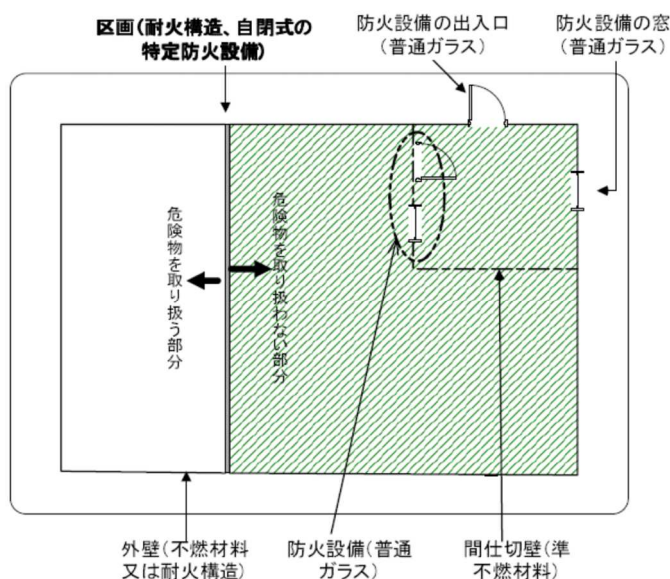 区画(耐火構造、自閉式の
特定防火設備)
防火設備の出入口
(普通ガラス)
防火設備の窓
(普通ガラス)
危険物を取り扱う部分
危険物を取り扱わない部分
外壁(不燃材料
又は耐火構造)
防火設備(普通
ガラス)
間仕切壁(準
不燃材料)